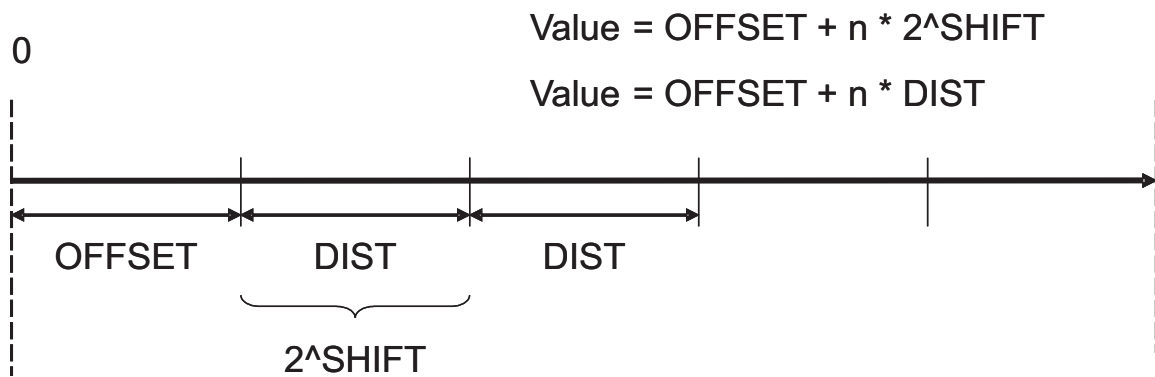 Value = OFFSET + n * 2^SHIFT
0
Value = OFFSET + n * DIST
OFFSET DIST DIST
2^SHIFT